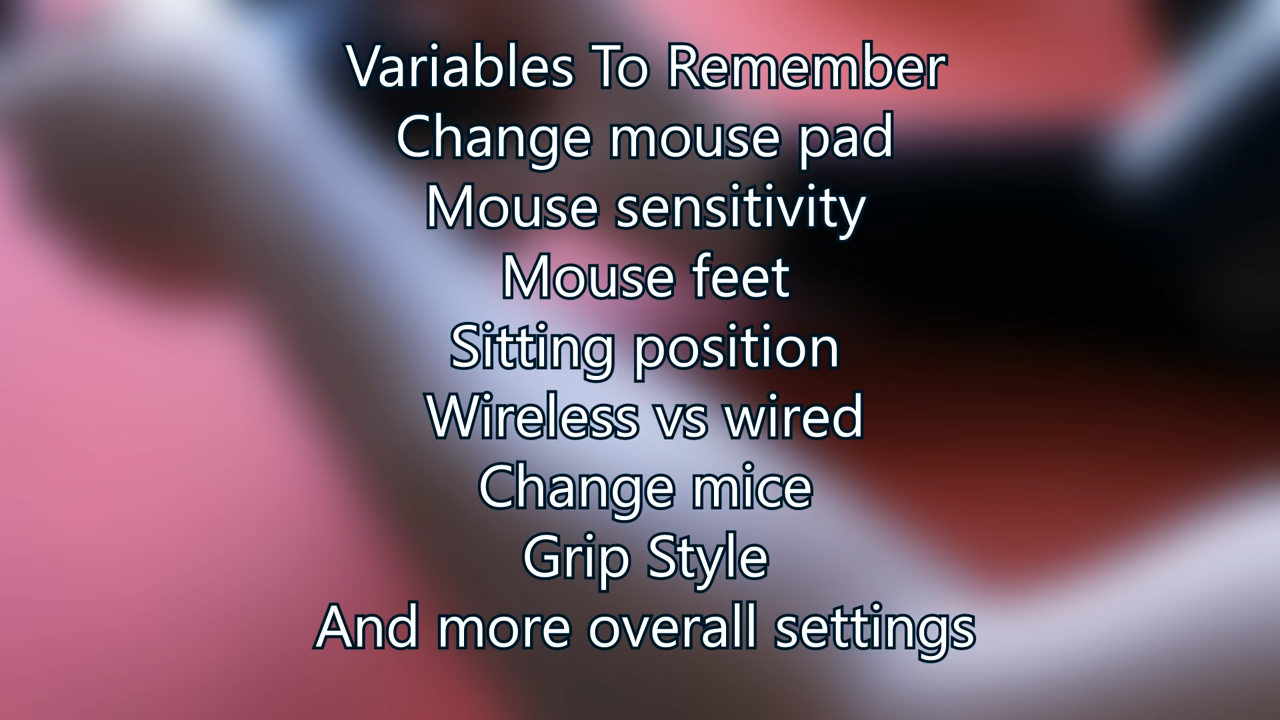 Variables To Remember
Change mouse pad
Mouse sensitivity
Mouse feet
Sitting position
Wireless vs wired
Change mice
Grip Style
And more overall settings